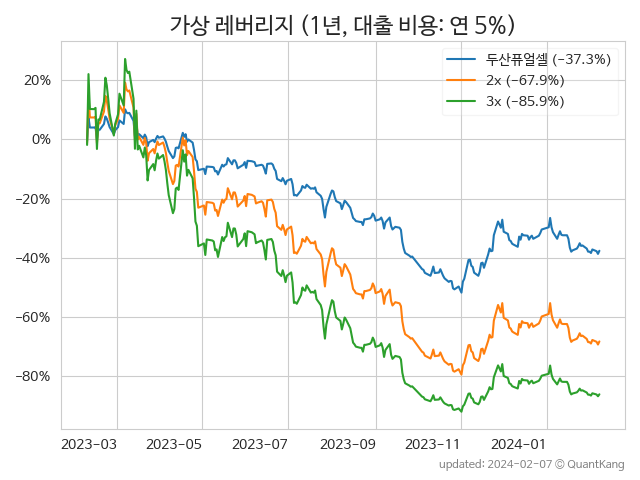 가상 레버리지 (1년, 대출 비용: 연 5%)
두산퓨얼셀 (−37.3%)
2x (−67.9%)
3x (−85.9%)
20%
0%
−20%
−40%
−60%
−80%
2023-03
2023-05
2023-07
2023-09
2023-11
2024-01
updated: 2024-02-07 © QuantKang